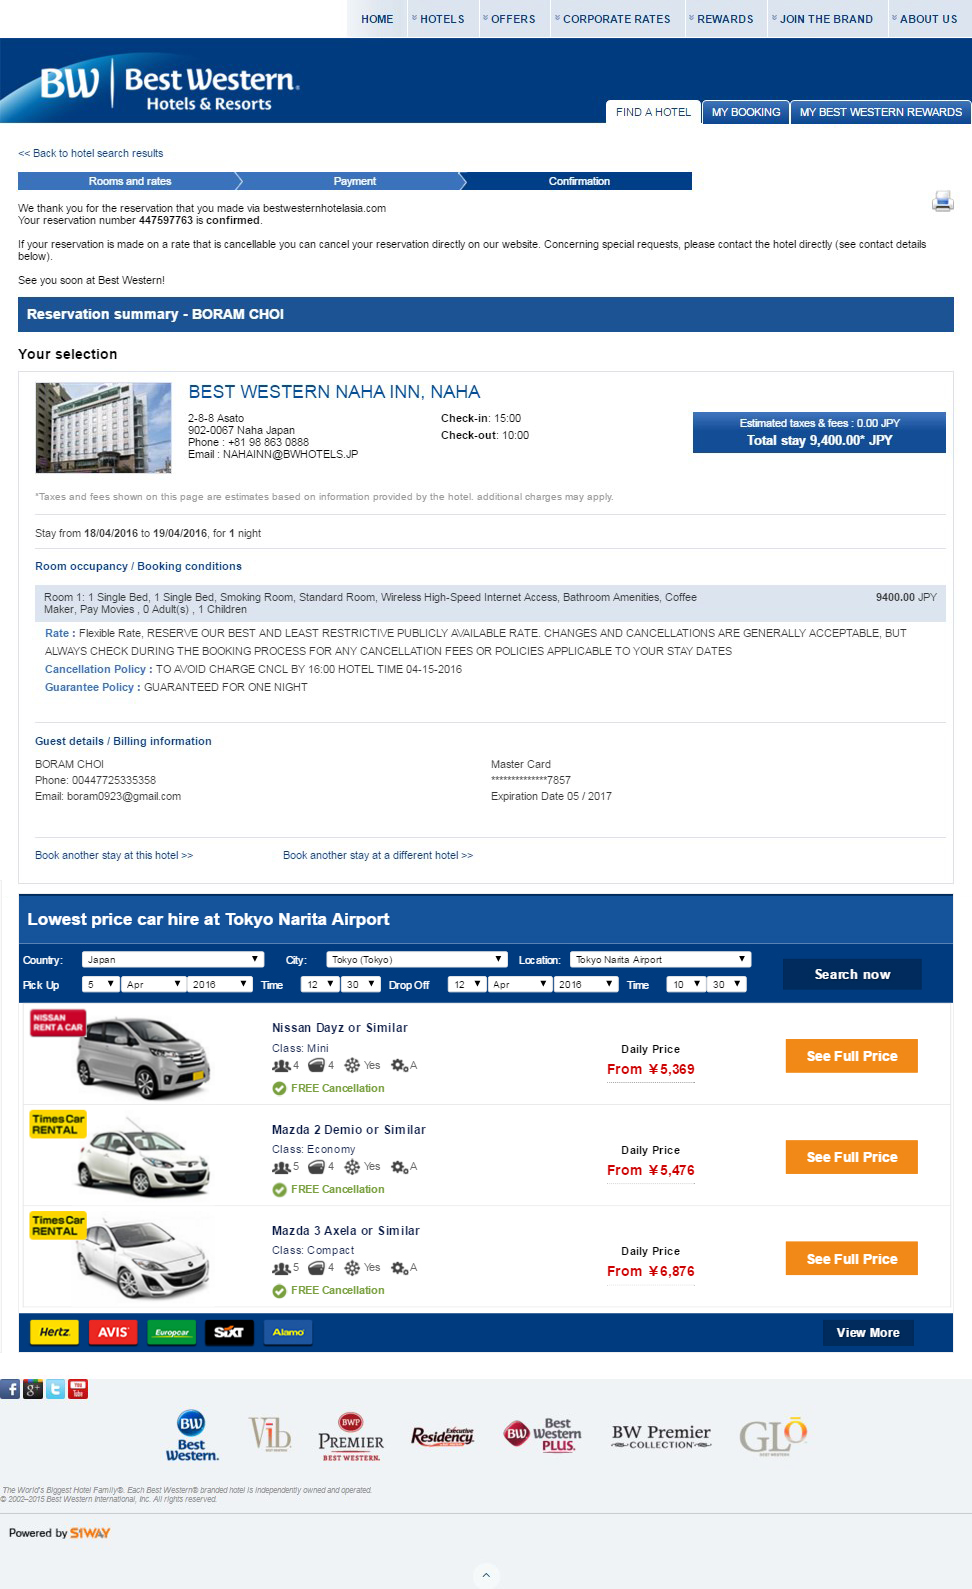 HOME HOTELS OFFERS CORPORATE RATES REWARDS JOIN THE BRAND ABOUT US
BW Best Western.
Hotels & Resorts
FIND A HOTEL MY BOOKING MY BEST WESTERN REWARDS
<< Back to hotel search results
Rooms and rates Payment Confirmation
We thank you for the reservation that you made via bestwesternhotelasia.com
Your reservation number 447597763 is confirmed.
If your reservation is made on a rate that is cancellable you can cancel your reservation directly on our website. Concerning special requests, please contact the hotel directly (see contact details
below).
See you soon at Best Western!
Reservation summary - BORAM CHOI
Your selection
BEST WESTERN NAHA INN, NAHA
2-8-8 Asato
902-0067 Naha Japan
Phone : +81 98 863 0888
Email : NAHAINN@BWHOTELS.JP
Check-in: 15:00
Check-out: 10:00
Estimated taxes & fees : 0.00 JPY
Total stay 9,400.00* JPY
*Taxes and fees shown on this page are estimates based on information provided by the hotel. additional charges may apply.
Stay from 18/04/2016 to 19/04/2016, for 1 night
Room occupancy / Booking conditions
Room 1: 1 Single Bed, 1 Single Bed, Smoking Room, Standard Room, Wireless High-Speed Internet Access, Bathroom Amenities, Coffee
Maker, Pay Movies , 0 Adult(s) , 1 Children
9400.00 JPY
Rate : Flexible Rate, RESERVE OUR BEST AND LEAST RESTRICTIVE PUBLICLY AVAILABLE RATE. CHANGES AND CANCELLATIONS ARE GENERALLY ACCEPTABLE, BUT
ALWAYS CHECK DURING THE BOOKING PROCESS FOR ANY CANCELLATION FEES OR POLICIES APPLICABLE TO YOUR STAY DATES
Cancellation Policy : TO AVOID CHARGE CNCL BY 16:00 HOTEL TIME 04-15-2016
Guarantee Policy : GUARANTEED FOR ONE NIGHT
Guest details / Billing information
BORAM CHOI
Phone: 00447725335358
Email: boram0923@gmail.com
Master Card
**************7857
Expiration Date 05 / 2017
Book another stay at this hotel >> Book another stay at a different hotel >>
Lowest price car hire at Tokyo Narita Airport
Country: Japan City: Tokyo (Tokyo) Location: Tokyo Narita Airport
Pick Up 5 Apr 2016 Time 12 30 Drop Off 12 Apr 2016 Time 10 30
Search now
NISSAN
RENT A CAR
Nissan Dayz or Similar
Class: Mini
4 4 Yes A
FREE Cancellation
Daily Price
From ¥5,369
See Full Price
Times Car
RENTAL
Mazda 2 Demio or Similar
Class: Economy
5 4 Yes A
FREE Cancellation
Daily Price
From ¥5,476
See Full Price
Times Car
RENTAL
Mazda 3 Axela or Similar
Class: Compact
5 4 Yes A
FREE Cancellation
Daily Price
From ¥6,876
See Full Price
Hertz AVIS Europcar SIXT Alamo
View More
f g+ t You Tube
BW
Best
Western.
Vib
BEST WESTERN
BWP
PREMIER
BEST WESTERN.
Executive
Residency
BW
Best
Western
PLUS.
BW Premier
COLLECTION
GLō
BEST WESTERN
The World's Biggest Hotel Family®. Each Best Western® branded hotel is independently owned and operated.
© 2002–2015 Best Western International, Inc. All rights reserved.
Powered by S1WAY